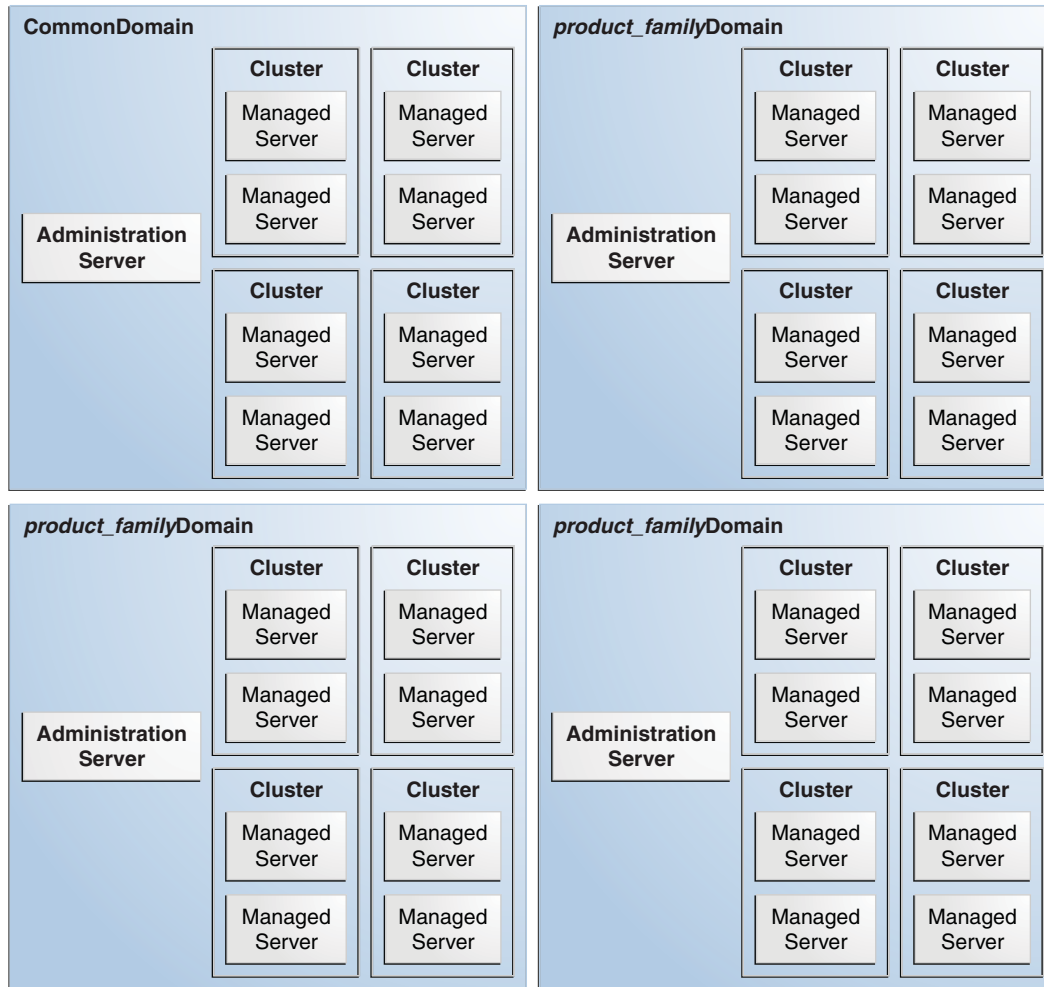 CommonDomain
Cluster
Managed
Server
Managed
Server
Cluster
Managed
Server
Managed
Server
Administration
Server
Cluster
Managed
Server
Managed
Server
Cluster
Managed
Server
Managed
Server
product_familyDomain
Cluster
Managed
Server
Managed
Server
Cluster
Managed
Server
Managed
Server
Administration
Server
Cluster
Managed
Server
Managed
Server
Cluster
Managed
Server
Managed
Server
product_familyDomain
Cluster
Managed
Server
Managed
Server
Cluster
Managed
Server
Managed
Server
Administration
Server
Cluster
Managed
Server
Managed
Server
Cluster
Managed
Server
Managed
Server
product_familyDomain
Cluster
Managed
Server
Managed
Server
Cluster
Managed
Server
Managed
Server
Administration
Server
Cluster
Managed
Server
Managed
Server
Cluster
Managed
Server
Managed
Server